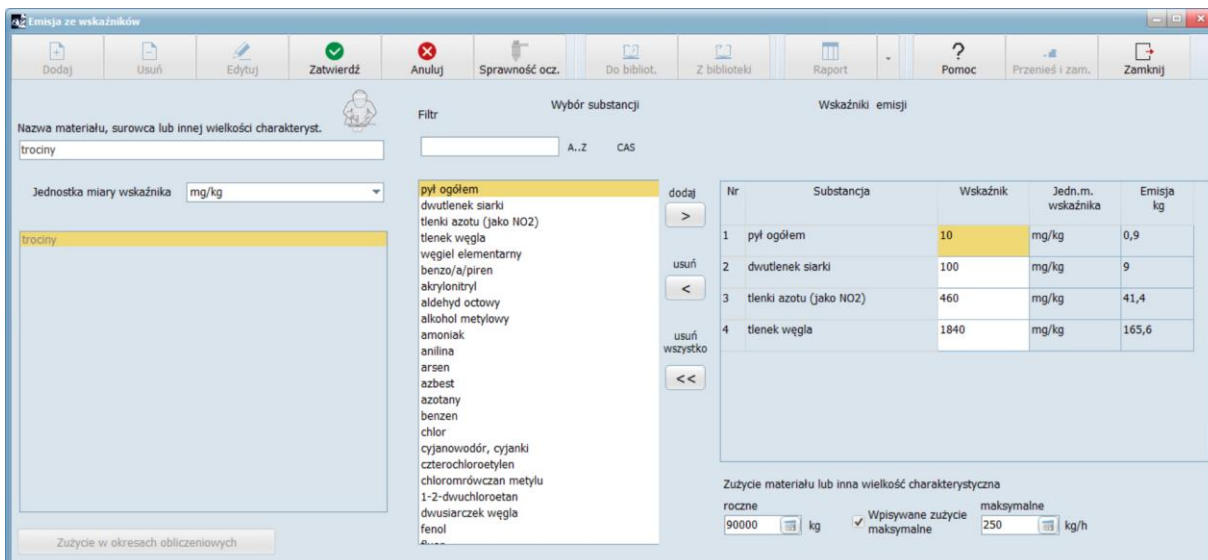 Emisja ze wskaźników
Dodaj Usuń Edytuj Zatwierdź Anuluj Sprawność ocz. Do bibliot. Z biblioteki Raport Pomoc Przenieś i zam. Zamknij
Nazwa materiału, surowca lub innej wielkości charakteryst.
trociny
Jednostka miary wskaźnika mg/kg
trociny
Zużycie w okresach obliczeniowych
Wybór substancji
Filtr
A..Z CAS
pył ogółem
dwutlenek siarki
tlenki azotu (jako NO2)
tlenek węgla
węgiel elementarny
benzo/a/piren
akrylonitryl
aldehyd octowy
alkohol metylowy
amoniak
anilina
arsen
azbest
azotany
benzen
chlor
cyjanowodór, cyjanki
czterochloroetylen
chloromrówczan metylu
1-2-dwuchloroetan
dwusiarczek węgla
fenol
dodaj
>
usuń
<
usuń
wszystko
<<
Wskaźniki emisji
Nr Substancja Wskaźnik Jedn.m. wskaźnika Emisja kg
1 pył ogółem 10 mg/kg 0,9
2 dwutlenek siarki 100 mg/kg 9
3 tlenki azotu (jako NO2) 460 mg/kg 41,4
4 tlenek węgla 1840 mg/kg 165,6
Zużycie materiału lub inna wielkość charakterystyczna
roczne
90000 kg
Wpisywane zużycie
maksymalne
maksymalne
250 kg/h